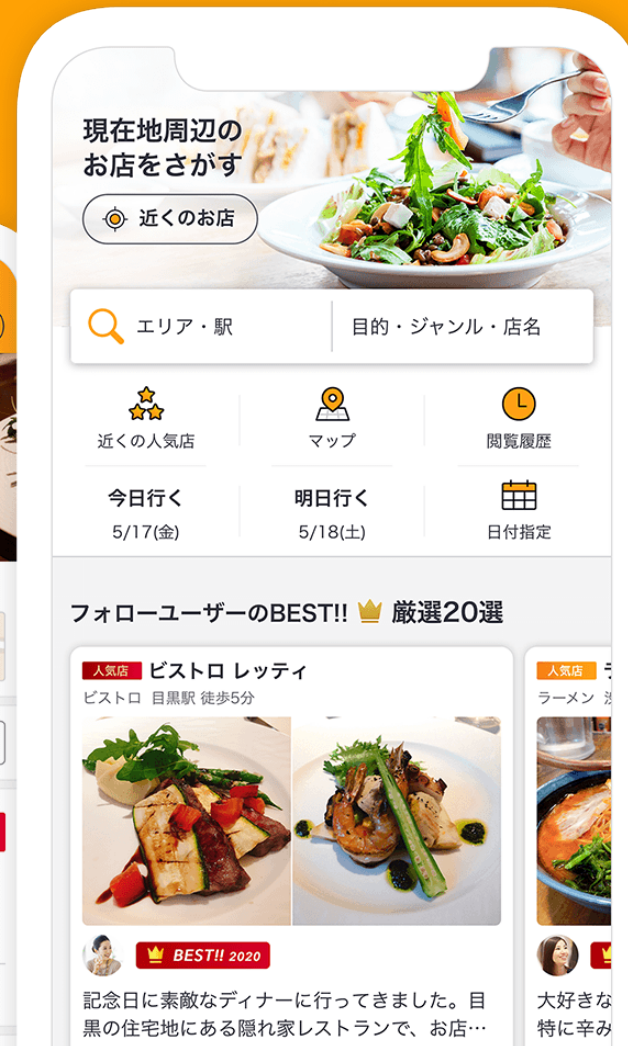 現在地周辺の
お店をさがす
近くのお店
エリア・駅
目的・ジャンル・店名
近くの人気店
マップ
閲覧履歴
今日行く
明日行く
5/17(金)
5/18(土)
日付指定
フォローユーザーのBEST!! 厳選20選
人気店 ビストロ レッティ
ビストロ 目黒駅 徒歩5分
BEST!! 2020
記念日に素敵なディナーに行ってきました。目
黒の住宅地にある隠れ家レストランで、お店…
人気店
ラーメン
大好きな
特に辛み